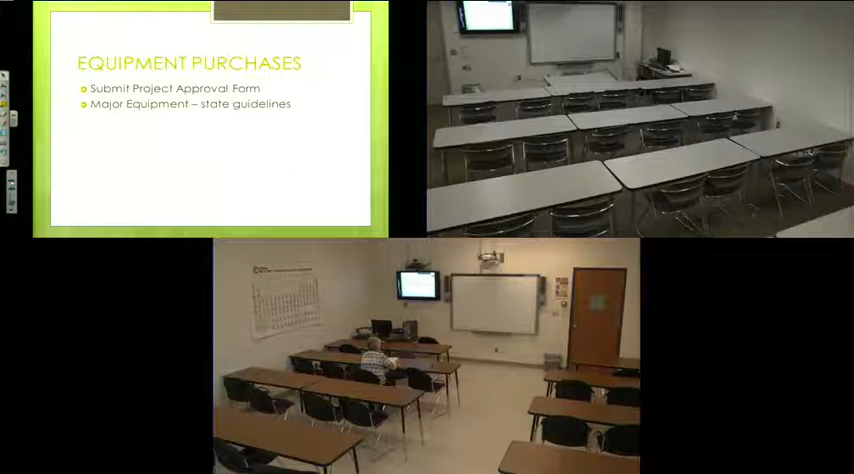 EQUIPMENT PURCHASES
Submit Project Approval Form
Major Equipment – state guidelines